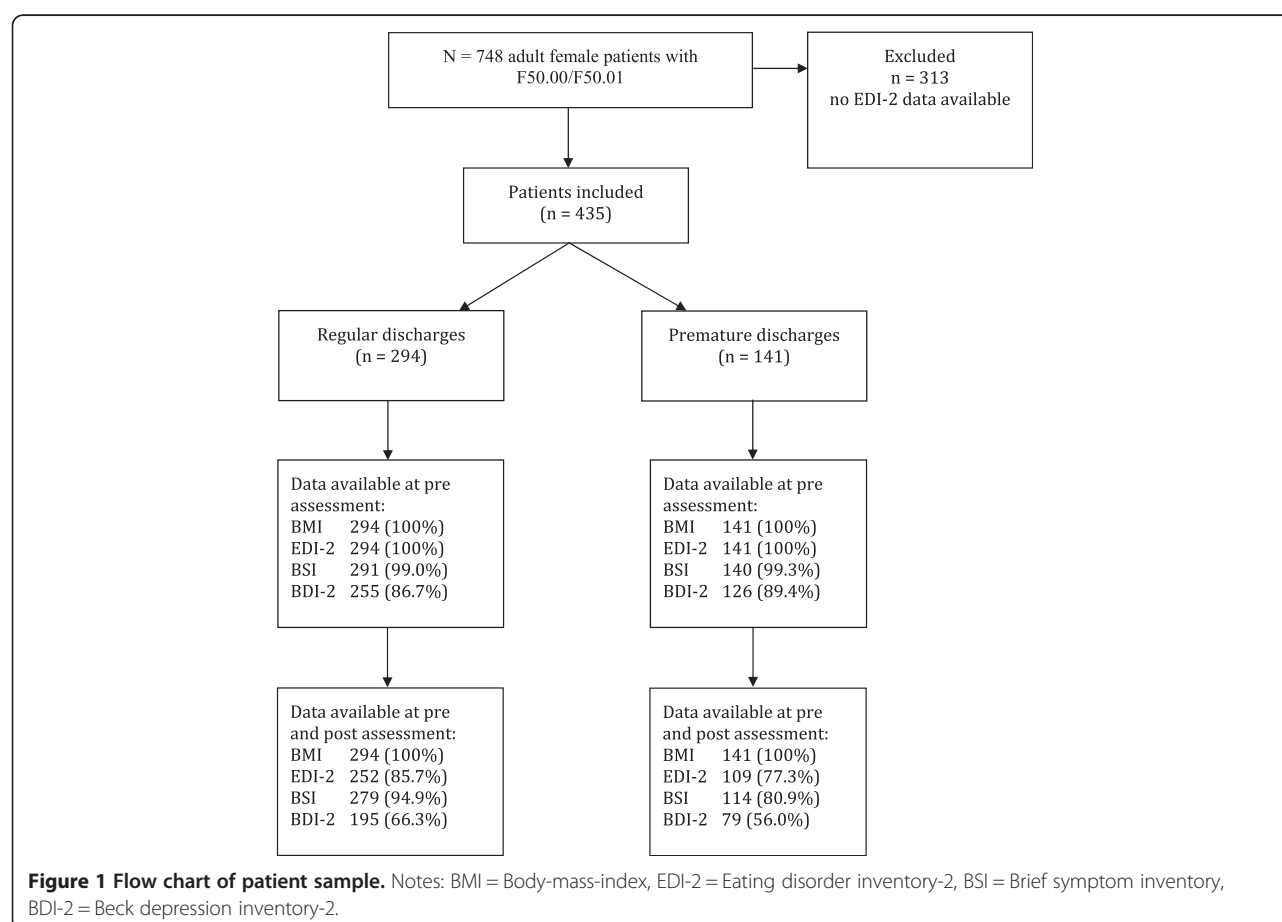 N = 748 adult female patients with
F50.00/F50.01
Excluded
n = 313
no EDI-2 data available
Patients included
(n = 435)
Regular discharges
(n = 294)
Premature discharges
(n = 141)
Data available at pre
assessment:
BMI 294 (100%)
EDI-2 294 (100%)
BSI 291 (99.0%)
BDI-2 255 (86.7%)
Data available at pre
assessment:
BMI 141 (100%)
EDI-2 141 (100%)
BSI 140 (99.3%)
BDI-2 126 (89.4%)
Data available at pre
and post assessment:
BMI 294 (100%)
EDI-2 252 (85.7%)
BSI 279 (94.9%)
BDI-2 195 (66.3%)
Data available at pre
and post assessment:
BMI 141 (100%)
EDI-2 109 (77.3%)
BSI 114 (80.9%)
BDI-2 79 (56.0%)
Figure 1 Flow chart of patient sample. Notes: BMI = Body-mass-index, EDI-2 = Eating disorder inventory-2, BSI = Brief symptom inventory,
BDI-2 = Beck depression inventory-2.